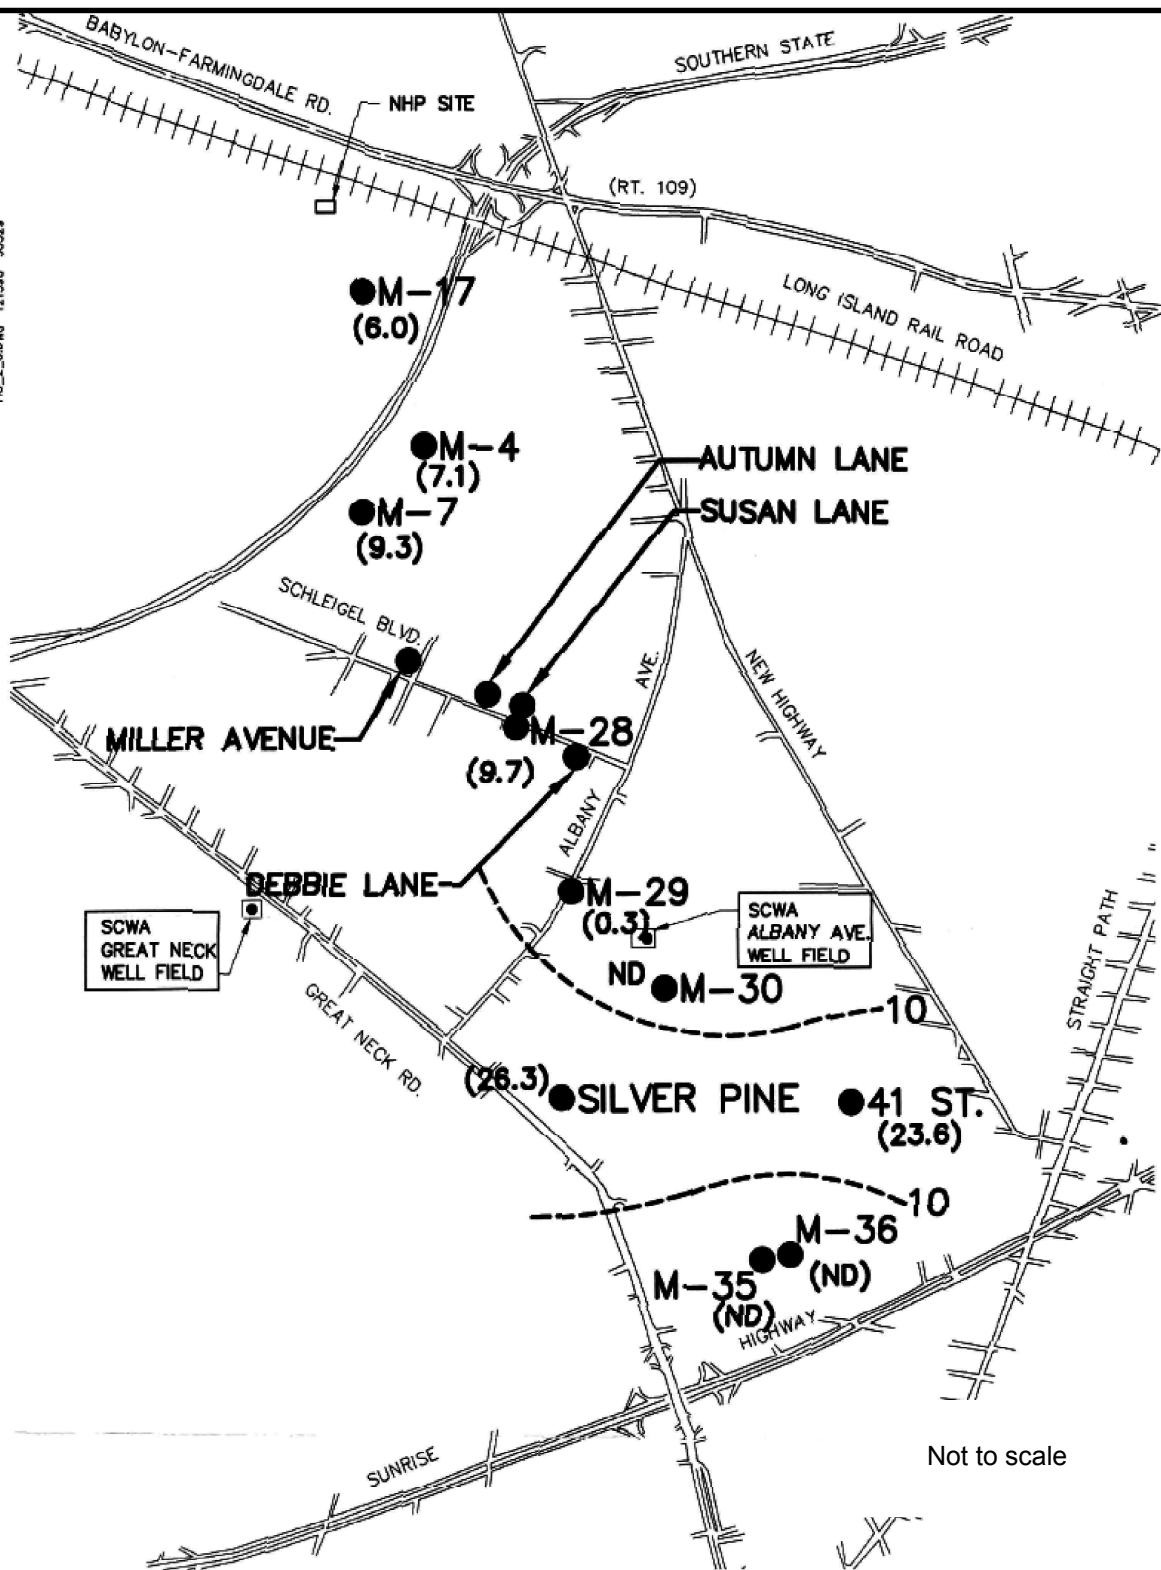 BABYLON-FARMINGDALE RD.
SOUTHERN STATE
NHP SITE
(RT. 109)
LONG ISLAND RAIL ROAD
M-17
(6.0)
M-4
(7.1)
AUTUMN LANE
M-7
(9.3)
SUSAN LANE
SCHLEIGEL BLVD.
AVE.
NEW HIGHWAY
MILLER AVENUE
M-28
(9.7)
ALBANY
DEBBIE LANE
M-29
(0.3)
SCWA
GREAT NECK
WELL FIELD
SCWA
ALBANY AVE.
WELL FIELD
STRAIGHT PATH
ND
M-30
10
GREAT NECK RD.
(26.3)
SILVER PINE
41 ST.
(23.6)
10
M-36
(ND)
M-35
(ND)
HIGHWAY
SUNRISE
Not to scale